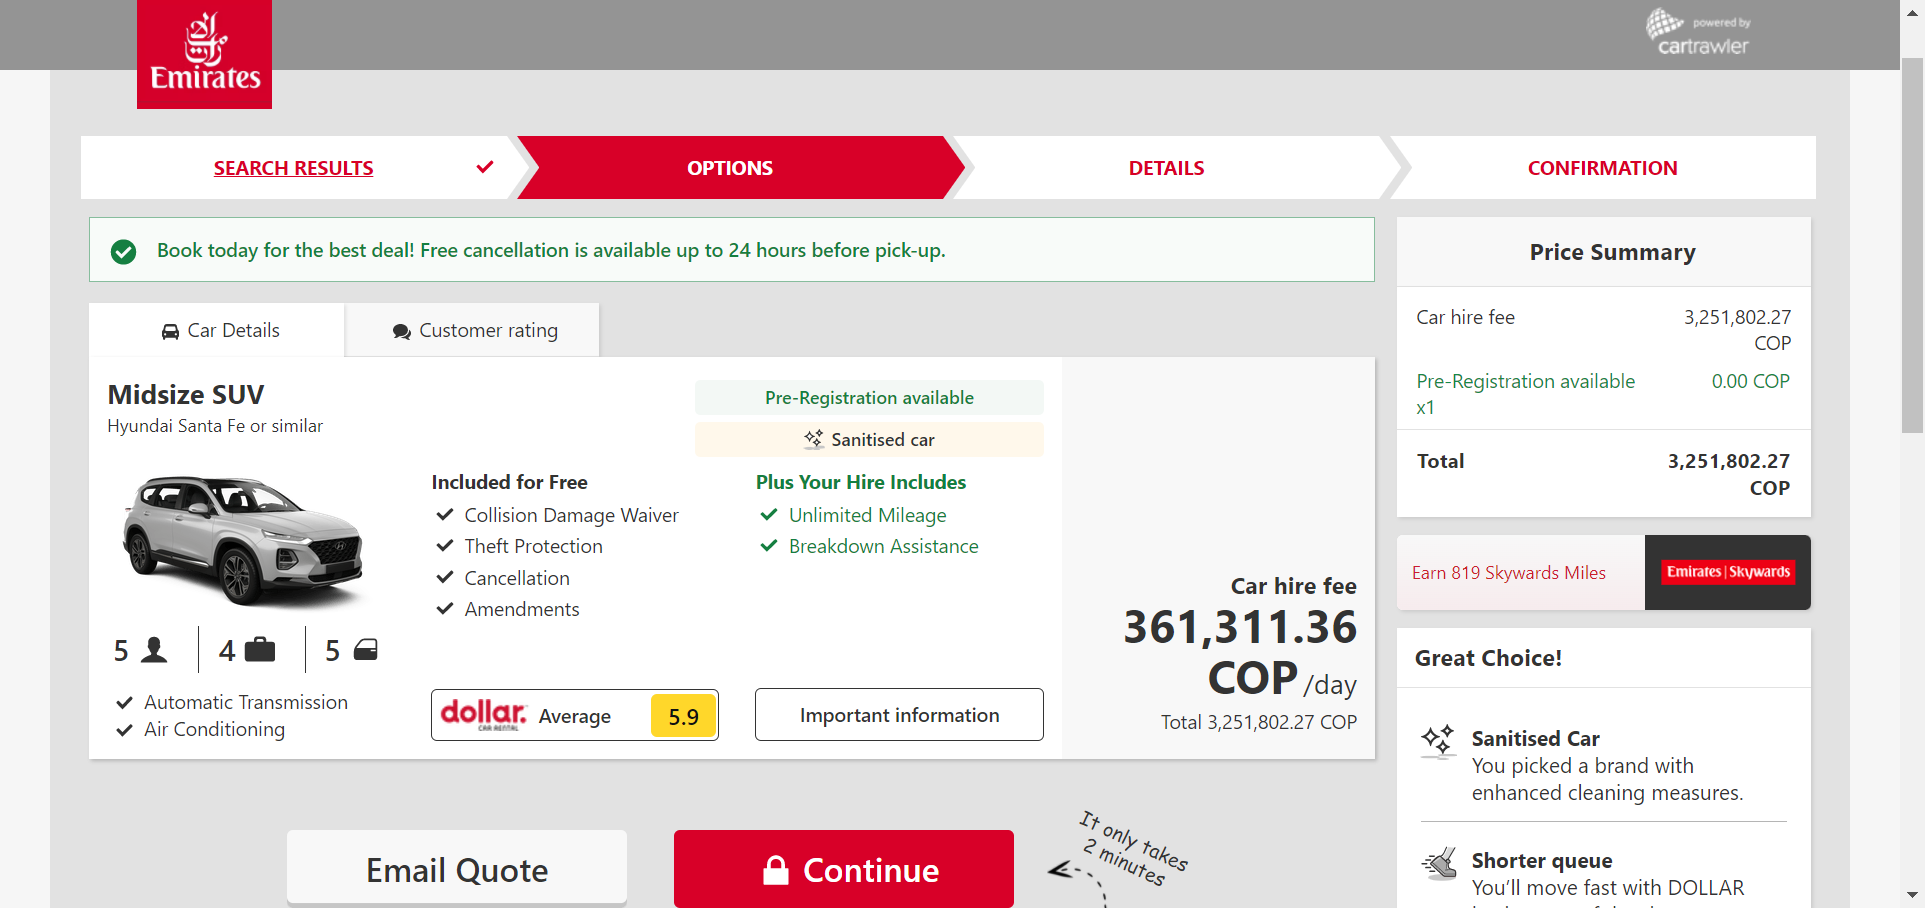 Emirates
powered by
cartrawler
SEARCH RESULTS
OPTIONS
DETAILS
CONFIRMATION
Book today for the best deal! Free cancellation is available up to 24 hours before pick-up.
Car Details
Customer rating
Midsize SUV
Hyundai Santa Fe or similar
Pre-Registration available
Sanitised car
Included for Free
Collision Damage Waiver
Theft Protection
Cancellation
Amendments
Plus Your Hire Includes
Unlimited Mileage
Breakdown Assistance
5
4
5
Automatic Transmission
Air Conditioning
dollar.
CAR RENTAL
Average
5.9
Important information
Car hire fee
361,311.36
COP /day
Total 3,251,802.27 COP
Email Quote
Continue
It only takes
2 minutes
Price Summary
Car hire fee 3,251,802.27
COP
Pre-Registration available 0.00 COP
x1
Total 3,251,802.27
COP
Earn 819 Skywards Miles
Emirates | Skywards
Great Choice!
Sanitised Car
You picked a brand with
enhanced cleaning measures.
Shorter queue
You'll move fast with DOLLAR